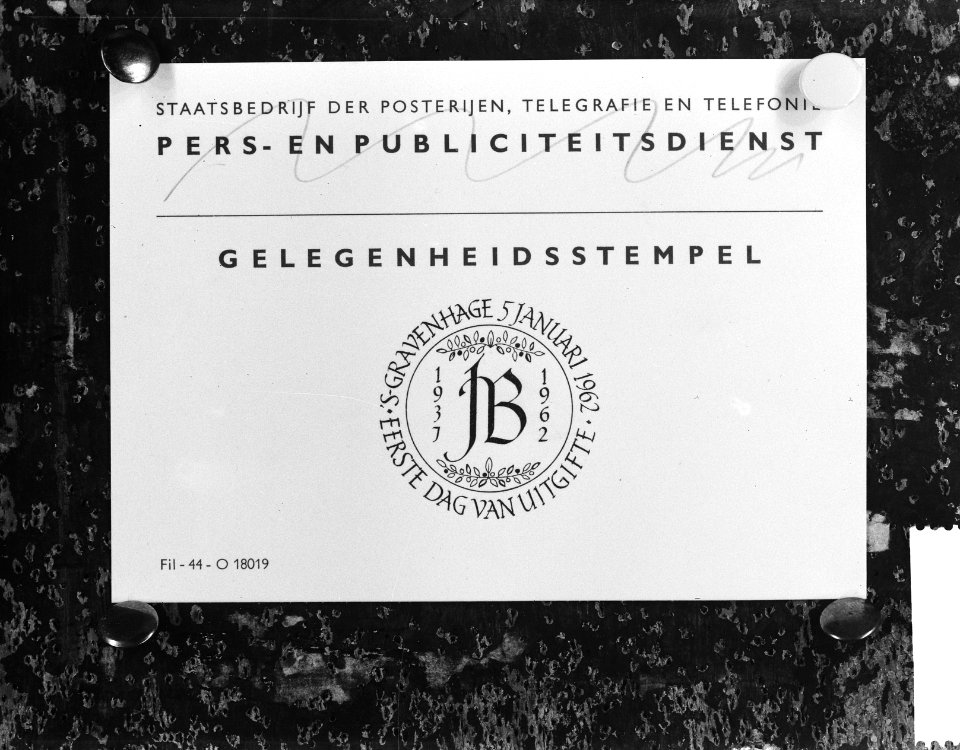 STAATSBEDRIJF DER POSTERIJEN, TELEGRAFIE EN TELEFONIE
PERS- EN PUBLICITEITSDIENST
GELEGENHEIDSSTEMPEL
'S-GRAVENHAGE 5 JANUARI 1962
1937
JB
1962
· EERSTE DAG VAN UITGIFTE ·
Fil - 44 - O 18019